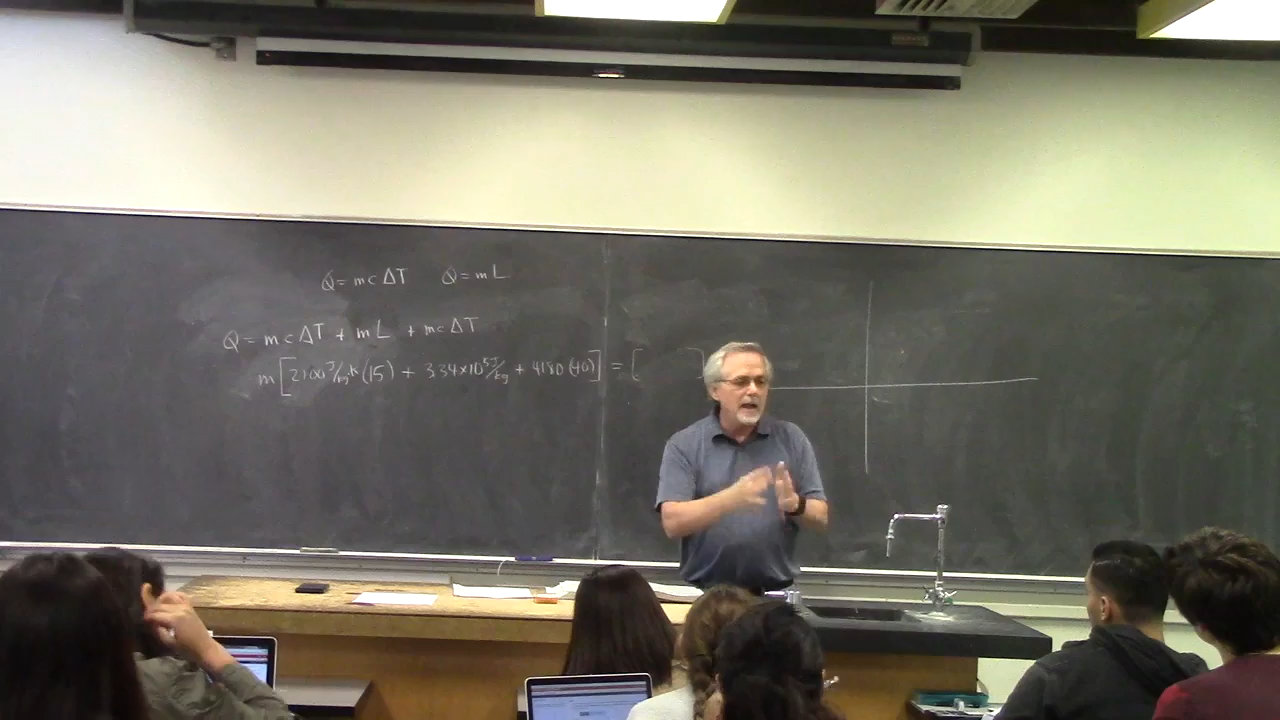 Q = mcΔT Q = mL
Q = mcΔT + mL + mcΔT
m[2100 J/kg·K (15) + 3.34×10⁵ J/kg + 4180(40)] = [ ]